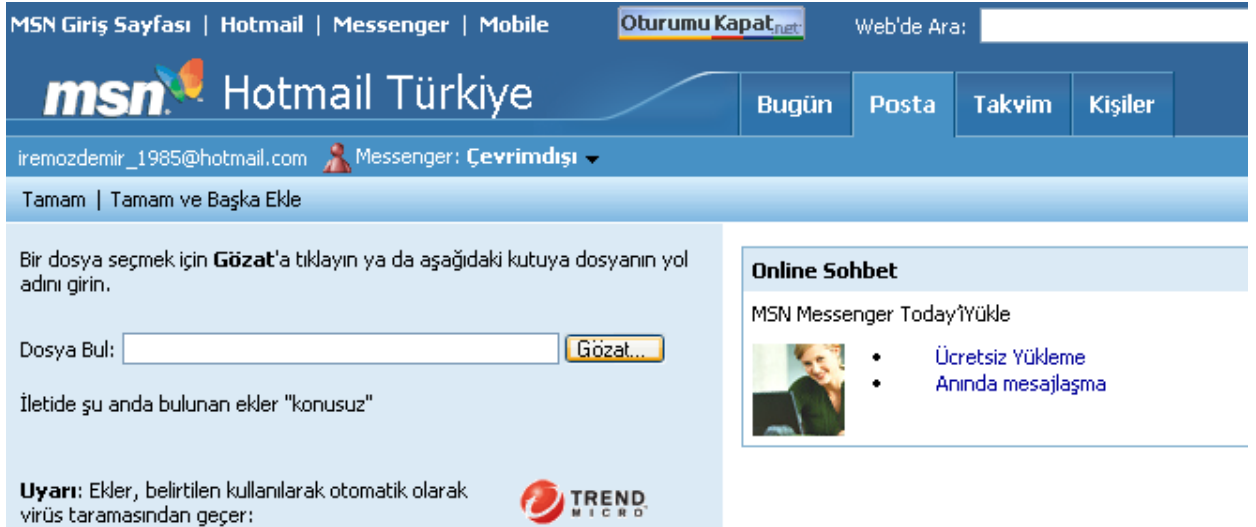 MSN Giriş Sayfası | Hotmail | Messenger | Mobile
Oturumu Kapat.net
Web'de Ara:
msn Hotmail Türkiye
Bugün Posta Takvim Kişiler
iremozdemir_1985@hotmail.com Messenger: Çevrimdışı
Tamam | Tamam ve Başka Ekle
Bir dosya seçmek için Gözat'a tıklayın ya da aşağıdaki kutuya dosyanın yol
adını girin.
Dosya Bul: Gözat...
İletide şu anda bulunan ekler "konusuz"
Uyarı: Ekler, belirtilen kullanılarak otomatik olarak
virüs taramasından geçer:
TREND
MICRO
Online Sohbet
MSN Messenger Today'iYükle
• Ücretsiz Yükleme
• Anında mesajlaşma